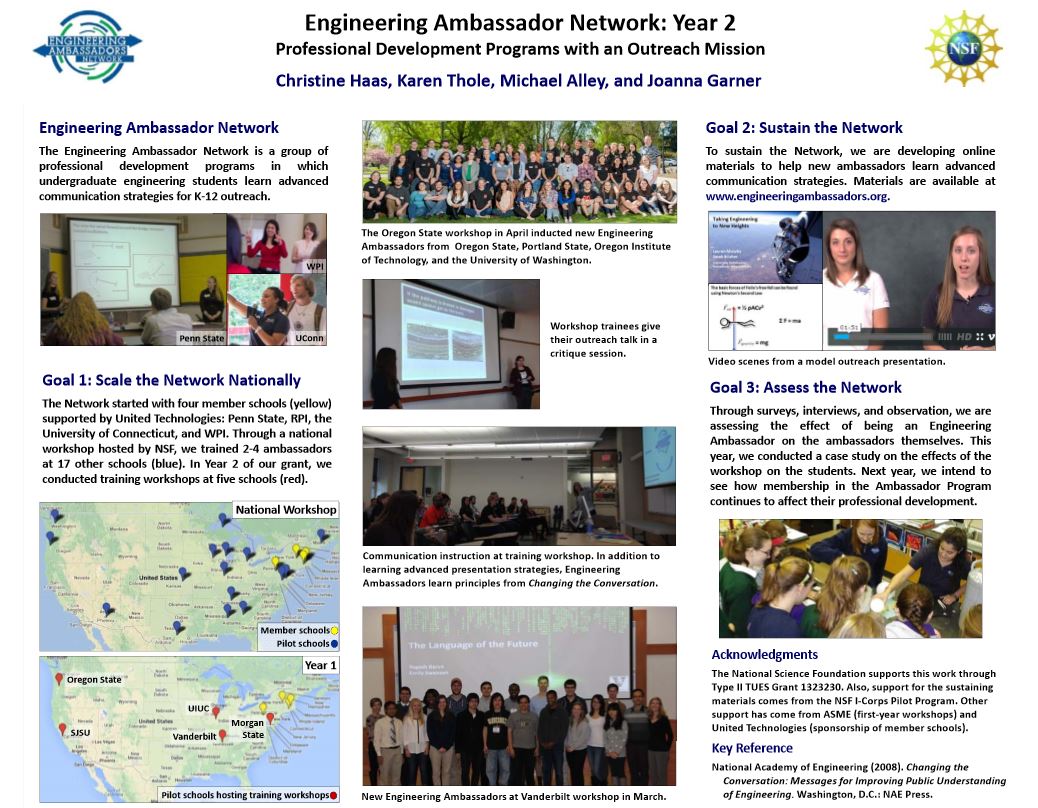 ENGINEERING
AMBASSADORS
NETWORK
Engineering Ambassador Network: Year 2
Professional Development Programs with an Outreach Mission
Christine Haas, Karen Thole, Michael Alley, and Joanna Garner
NSF
Engineering Ambassador Network
The Engineering Ambassador Network is a group of
professional development programs in which
undergraduate engineering students learn advanced
communication strategies for K-12 outreach.
Penn State
WPI
UConn
Goal 1: Scale the Network Nationally
The Network started with four member schools (yellow)
supported by United Technologies: Penn State, RPI, the
University of Connecticut, and WPI. Through a national
workshop hosted by NSF, we trained 2-4 ambassadors
at 17 other schools (blue). In Year 2 of our grant, we
conducted training workshops at five schools (red).
National Workshop
United States
Member schools
Pilot schools
Year 1
Oregon State
SJSU
UIUC
Vanderbilt
Morgan
State
United States
Pilot schools hosting training workshops
The Oregon State workshop in April inducted new Engineering
Ambassadors from Oregon State, Portland State, Oregon Institute
of Technology, and the University of Washington.
Workshop trainees give
their outreach talk in a
critique session.
Communication instruction at training workshop. In addition to
learning advanced presentation strategies, Engineering
Ambassadors learn principles from Changing the Conversation.
The Language of the Future
New Engineering Ambassadors at Vanderbilt workshop in March.
Goal 2: Sustain the Network
To sustain the Network, we are developing online
materials to help new ambassadors learn advanced
communication strategies. Materials are available at
www.engineeringambassadors.org.
Taking Engineering
to New Heights
The basic forces of Felix's free fall can be found
using Newton's Second Law
= ½ pACv²
Σ F = ma
= mg
01:51
HD
Video scenes from a model outreach presentation.
Goal 3: Assess the Network
Through surveys, interviews, and observation, we are
assessing the effect of being an Engineering
Ambassador on the ambassadors themselves. This
year, we conducted a case study on the effects of the
workshop on the students. Next year, we intend to
see how membership in the Ambassador Program
continues to affect their professional development.
Acknowledgments
The National Science Foundation supports this work through
Type II TUES Grant 1323230. Also, support for the sustaining
materials comes from the NSF I-Corps Pilot Program. Other
support has come from ASME (first-year workshops) and
United Technologies (sponsorship of member schools).
Key Reference
National Academy of Engineering (2008). Changing the
Conversation: Messages for Improving Public Understanding
of Engineering. Washington, D.C.: NAE Press.